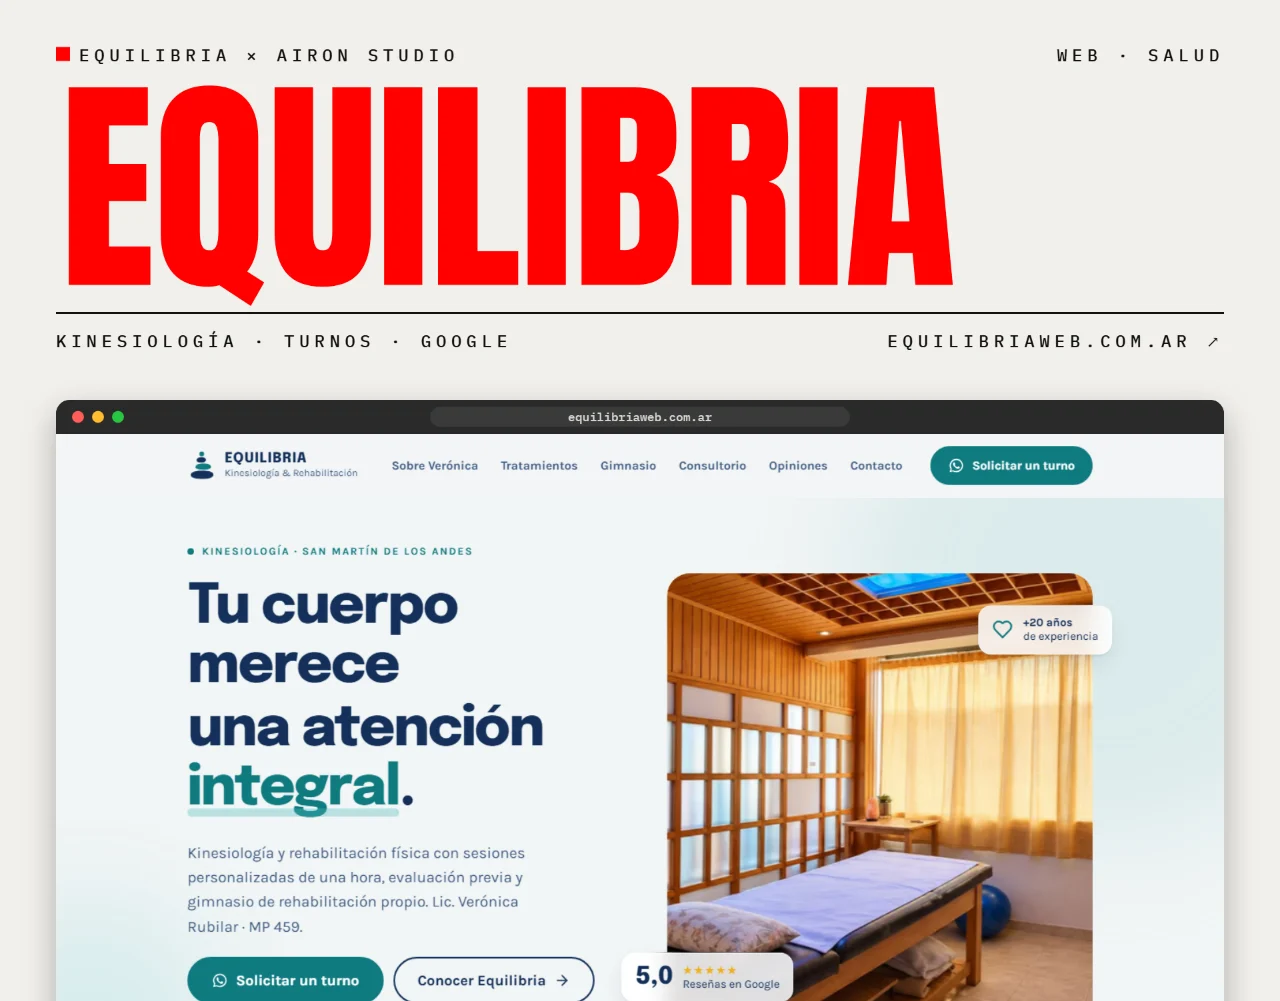 EQUILIBRIA × AIRON STUDIO
WEB · SALUD
EQUILIBRIA
KINESIOLOGÍA · TURNOS · GOOGLE
EQUILIBRIAWEB.COM.AR ↗
equilibriaweb.com.ar
EQUILIBRIA
Kinesiología & Rehabilitación
Sobre Verónica
Tratamientos
Gimnasio
Consultorio
Opiniones
Contacto
Solicitar un turno
KINESIOLOGÍA · SAN MARTÍN DE LOS ANDES
Tu cuerpo
merece
una atención
integral.
+20 años
de experiencia
Kinesiología y rehabilitación física con sesiones
personalizadas de una hora, evaluación previa y
gimnasio de rehabilitación propio. Lic. Verónica
Rubilar · MP 459.
Solicitar un turno
Conocer Equilibria →
5,0 ★★★★★
Reseñas en Google